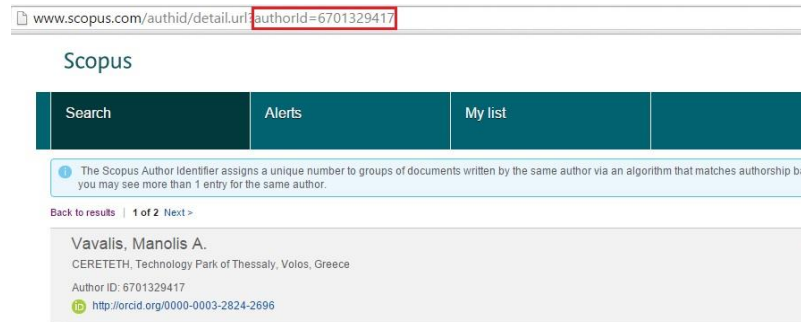 www.scopus.com/authid/detail.url?authorId=6701329417
Scopus
Search Alerts My list
The Scopus Author Identifier assigns a unique number to groups of documents written by the same author via an algorithm that matches authorship
you may see more than 1 entry for the same author.
Back to results | 1 of 2 Next >
Vavalis, Manolis A.
CERETETH, Technology Park of Thessaly, Volos, Greece
Author ID: 6701329417
iD http://orcid.org/0000-0003-2824-2696